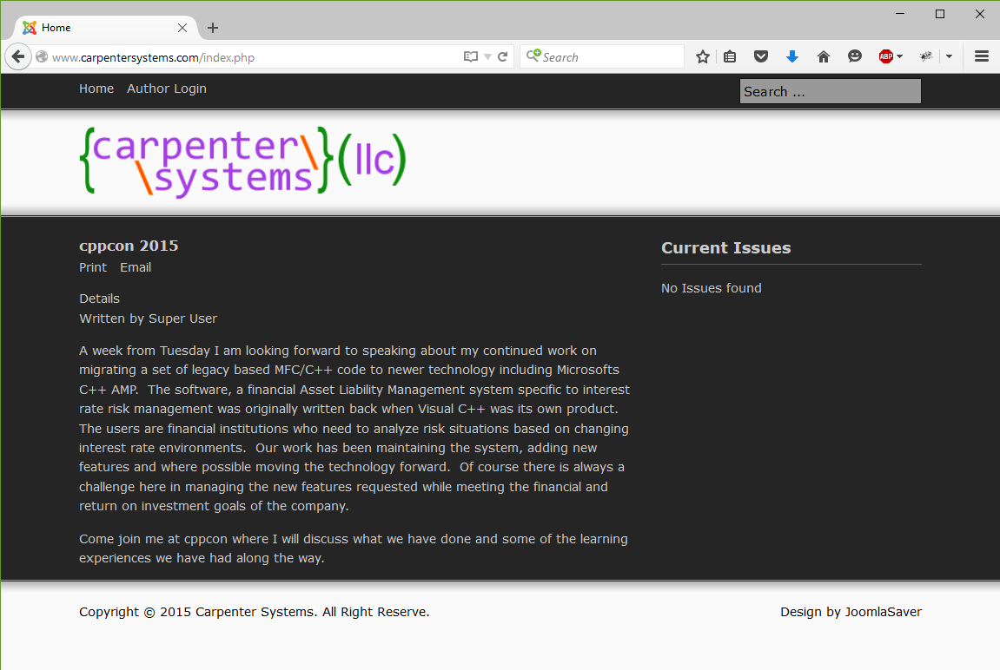 Home
www.carpentersystems.com/index.php
Search
ABP
Home Author Login
Search ...
{carpenter\
\systems}(llc)
cppcon 2015
Print Email
Details
Written by Super User
A week from Tuesday I am looking forward to speaking about my continued work on
migrating a set of legacy based MFC/C++ code to newer technology including Microsofts
C++ AMP.  The software, a financial Asset Liability Management system specific to interest
rate risk management was originally written back when Visual C++ was its own product.
The users are financial institutions who need to analyze risk situations based on changing
interest rate environments.  Our work has been maintaining the system, adding new
features and where possible moving the technology forward.  Of course there is always a
challenge here in managing the new features requested while meeting the financial and
return on investment goals of the company.
Come join me at cppcon where I will discuss what we have done and some of the learning
experiences we have had along the way.
Current Issues
No Issues found
Copyright © 2015 Carpenter Systems. All Right Reserve.
Design by JoomlaSaver